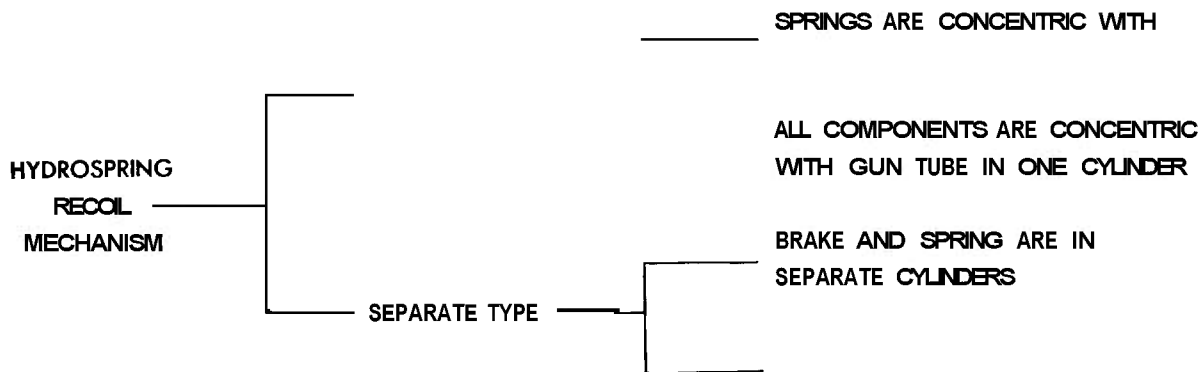 SPRINGS ARE CONCENTRIC WITH
ALL COMPONENTS ARE CONCENTRIC
WITH GUN TUBE IN ONE CYLINDER
HYDROSPRING
RECOIL
MECHANISM
BRAKE AND SPRING ARE IN
SEPARATE CYLINDERS
SEPARATE TYPE